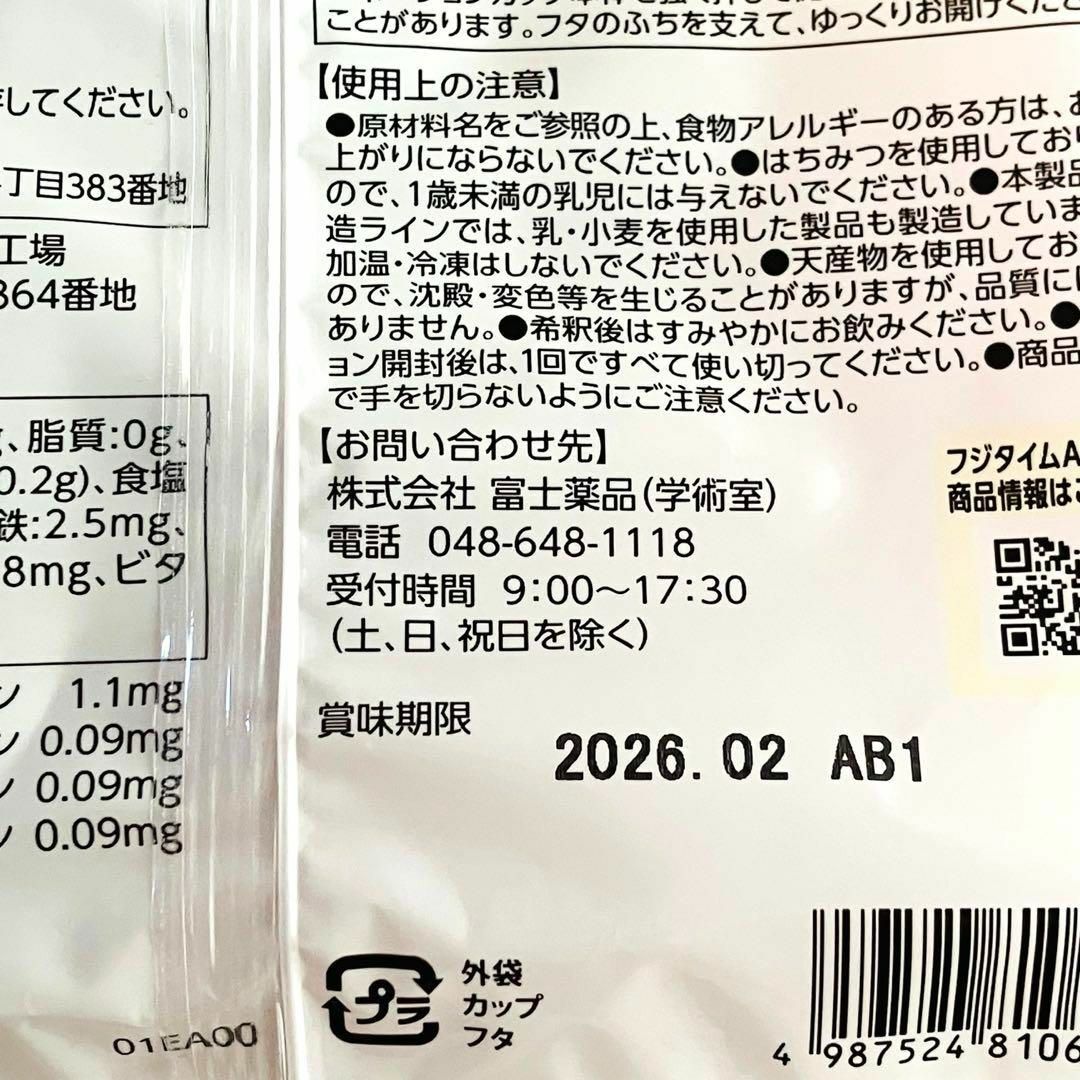 ことがあります。フタのふちを支えて、ゆっくりお開けくだ
【使用上の注意】
●原材料名をご参照の上、食物アレルギーのある方は、お
上がりにならないでください。●はちみつを使用してお
ので、1歳未満の乳児には与えないでください。●本製品
造ラインでは、乳・小麦を使用した製品も製造していま
加温・冷凍はしないでください。●天産物を使用してお
ので、沈殿・変色等を生じることがありますが、品質に
ありません。●希釈後はすみやかにお飲みください。●
ョン開封後は、1回ですべて使い切ってください。●商品
で手を切らないようにご注意ください。
【お問い合わせ先】
株式会社 富士薬品(学術室)
電話 048-648-1118
受付時間 9:00〜17:30
(土、日、祝日を除く)
フジタイムA
商品情報は
賞味期限
2026.02 AB1
外袋
カップ
フタ
プラ
4 987524 8106
してください。
丁目383番地
工場
364番地
、脂質:0g、
0.2g)、食塩
鉄:2.5mg、
8mg、ビタ
ン 1.1mg
ン 0.09mg
ン 0.09mg
ン 0.09mg
01EA00